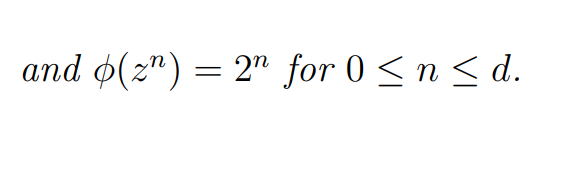 and ϕ(zⁿ) = 2ⁿ for 0 ≤ n ≤ d.